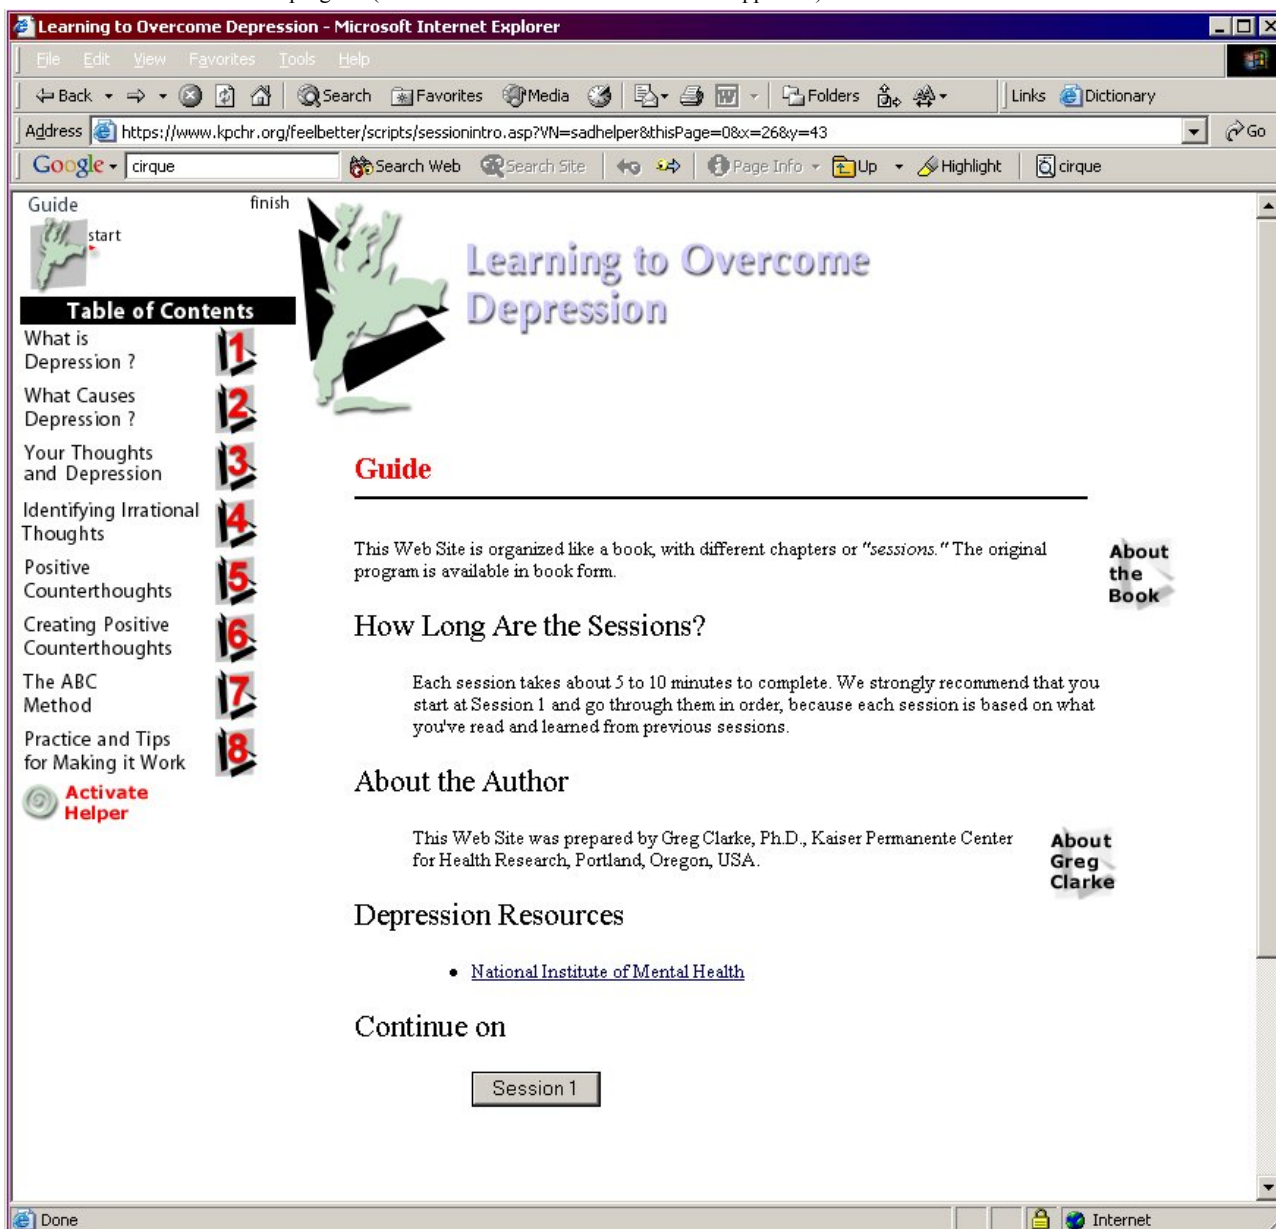 Learning to Overcome Depression - Microsoft Internet Explorer
File Edit View Favorites Tools Help
Back Search Favorites Media Folders Links Dictionary
Address https://www.kpchr.org/feelbetter/scripts/sessionintro.asp?VN=sadhelper&thisPage=0&x=26&y=43 Go
Google cirque Search Web Search Site Page Info Up Highlight cirque
Guide finish
start
Learning to Overcome
Depression
Table of Contents
What is
Depression ? 1
What Causes
Depression ? 2
Your Thoughts
and Depression 3
Identifying Irrational
Thoughts 4
Positive
Counterthoughts 5
Creating Positive
Counterthoughts 6
The ABC
Method 7
Practice and Tips
for Making it Work 8
Activate
Helper
Guide
This Web Site is organized like a book, with different chapters or "sessions." The original
program is available in book form.
About
the
Book
How Long Are the Sessions?
Each session takes about 5 to 10 minutes to complete. We strongly recommend that you
start at Session 1 and go through them in order, because each session is based on what
you've read and learned from previous sessions.
About the Author
This Web Site was prepared by Greg Clarke, Ph.D., Kaiser Permanente Center
for Health Research, Portland, Oregon, USA.
About
Greg
Clarke
Depression Resources
• National Institute of Mental Health
Continue on
Session 1
Done Internet